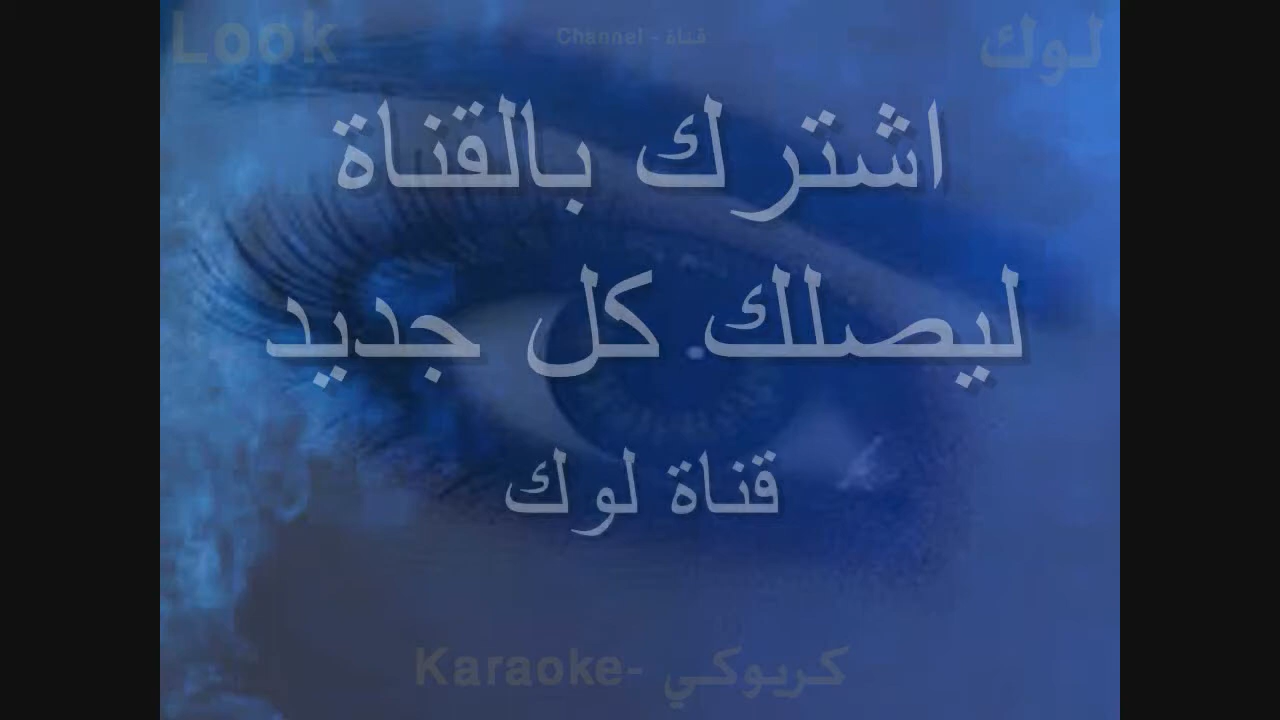 Look
Channel - قناة
لوك
اشترك بالقناة
ليصلك كل جديد
قناة لوك
Karaoke- كريوكي